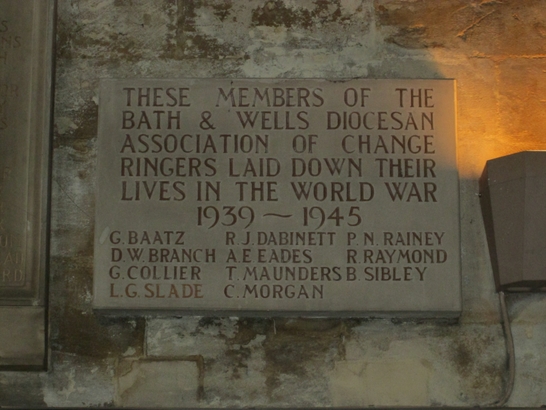 THESE MEMBERS OF THE
BATH & WELLS DIOCESAN
ASSOCIATION OF CHANGE
RINGERS LAID DOWN THEIR
LIVES IN THE WORLD WAR
1939 — 1945
G. BAATZ R. J. DABINETT P. N. RAINEY
D. W. BRANCH A. E EADES R RAYMOND
G. COLLIER T. MAUNDERS B. SIBLEY
L. G. SLADE C. MORGAN